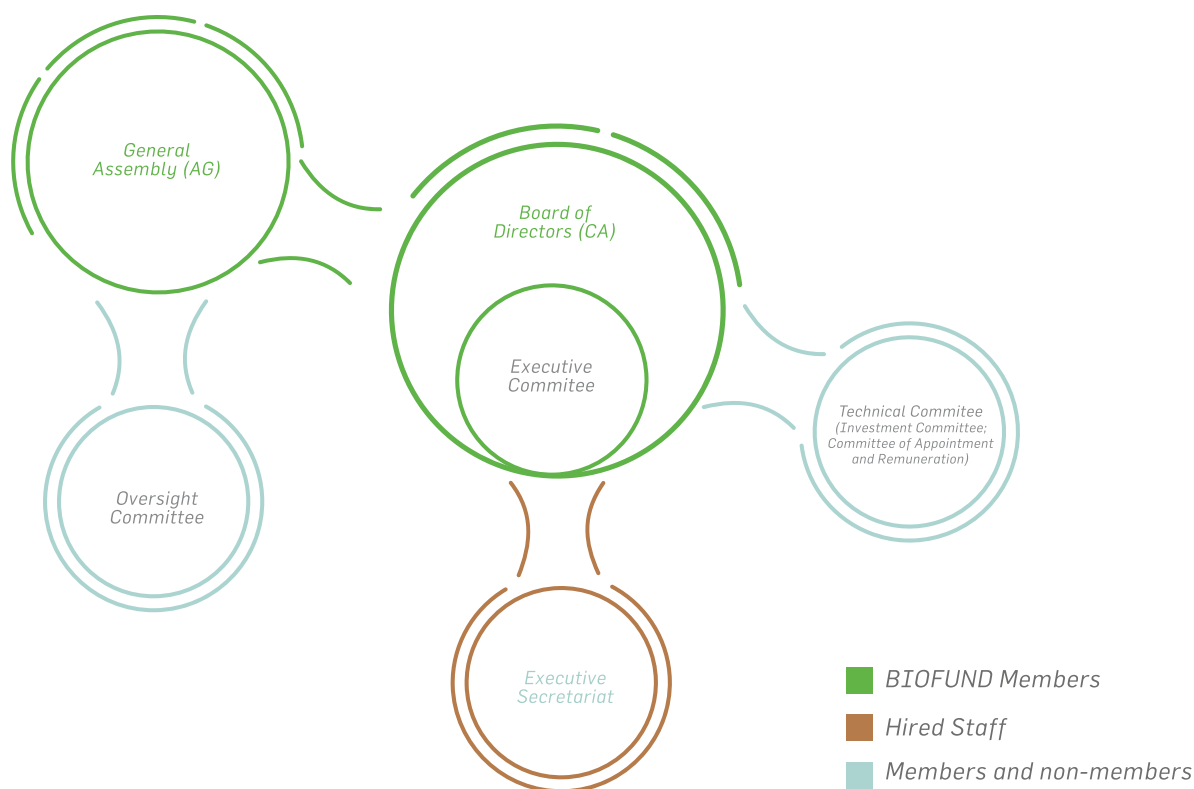 General
Assembly (AG)
Board of
Directors (CA)
Executive
Commitee
Technical Commitee
(Investment Committee;
Committee of Appointment
and Remuneration)
Oversight
Committee
Executive
Secretariat
BIOFUND Members
Hired Staff
Members and non-members